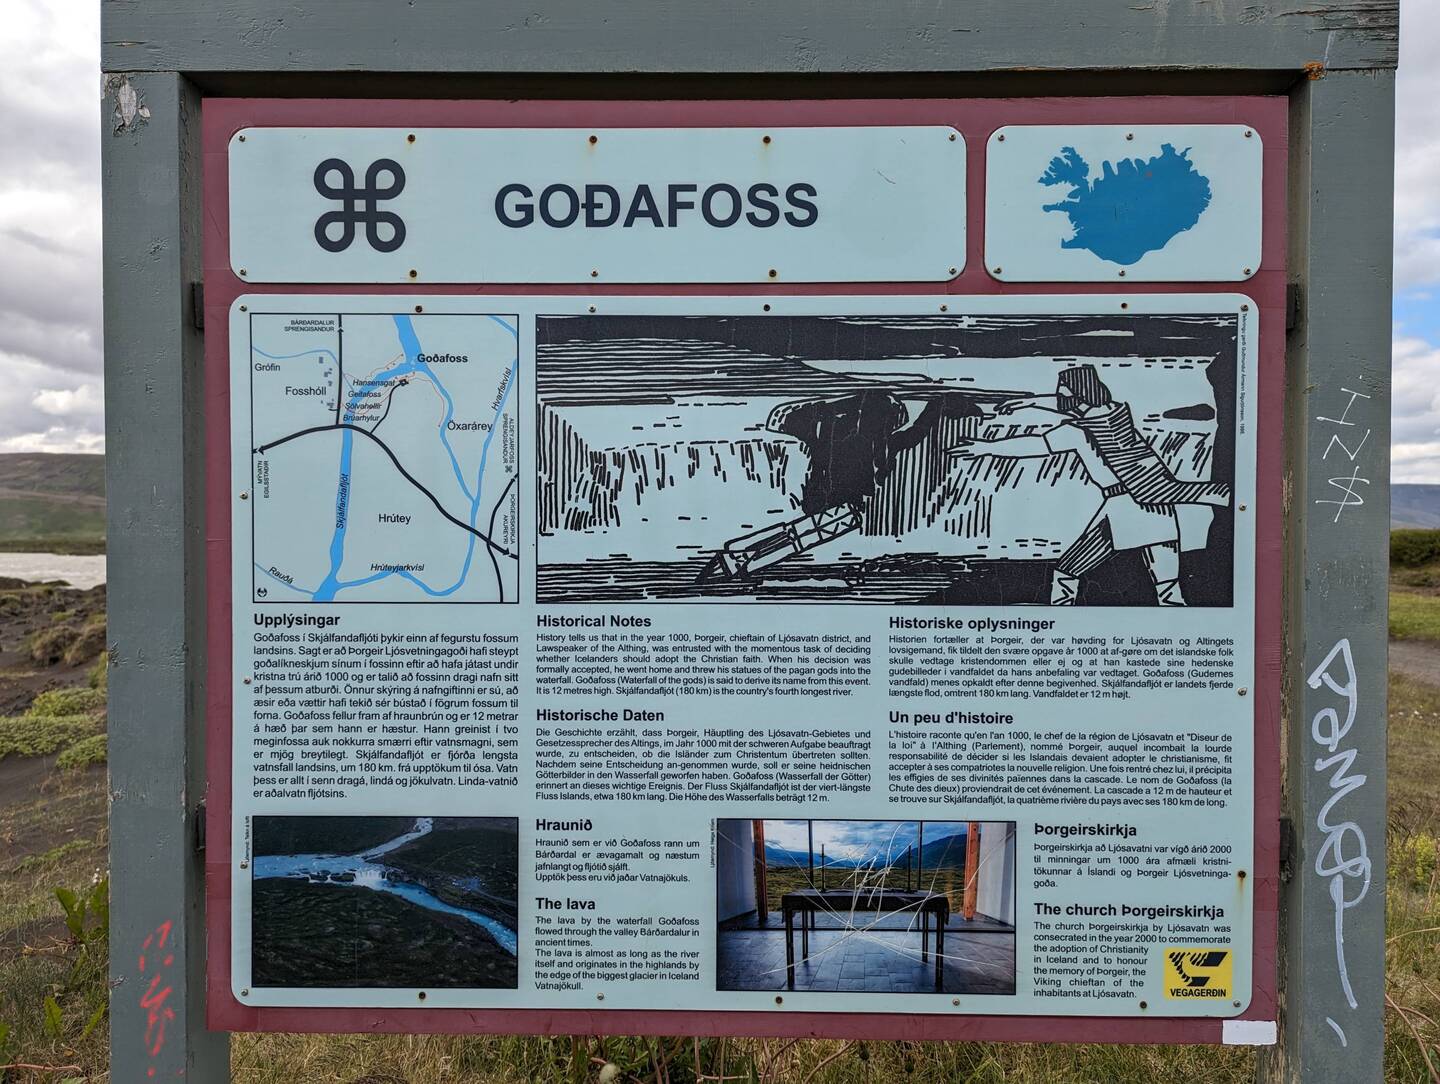 GOÐAFOSS
BÁRÐARDALUR
SPRENGISANDUR
Grófin
Fosshóll
Goðafoss
Hansensgat
Geitafoss
Sölvahellir
Brúarhylur
Öxarárey
Hvarfakvísl
ALDEYJARFOSS
SPRENGISANDUR
MÝVATN
EGILSSTAÐIR
Skjálfandafljót
Hrútey
ÞORGEIRSKIRKJA
AKUREYRI
Rauðá
Hrúteyjarkvísl
Upplýsingar
Goðafoss í Skjálfandafljóti þykir einn af fegurstu fossum
landsins. Sagt er að Þorgeir Ljósvetningagoði hafi steypt
goðalíkneskjum sínum í fossinn eftir að hafa játast undir
kristna trú árið 1000 og er talið að fossinn dragi nafn sitt
af þessum atburði. Önnur skýring á nafngiftinni er sú, að
æsir eða vættir hafi tekið sér bústað í fögrum fossum til
forna. Goðafoss fellur fram af hraunbrún og er 12 metrar
á hæð þar sem hann er hæstur. Hann greinist í tvo
meginfossa auk nokkurra smærri eftir vatnsmagni, sem
er mjög breytilegt. Skjálfandafljót er fjórða lengsta
vatnsfall landsins, um 180 km. frá upptökum til ósa. Vatn
þess er allt í senn dragá, lindá og jökulvatn. Linda-vatnið
er aðalvatn fljótsins.
Historical Notes
History tells us that in the year 1000, Þorgeir, chieftain of Ljósavatn district, and
Lawspeaker of the Althing, was entrusted with the momentous task of deciding
whether Icelanders should adopt the Christian faith. When his decision was
formally accepted, he went home and threw his statues of the pagan gods into the
waterfall. Goðafoss (Waterfall of the gods) is said to derive its name from this event.
It is 12 metres high. Skjálfandafljót (180 km) is the country's fourth longest river.
Historiske oplysninger
Historien fortæller at Þorgeir, der var høvding for Ljósavatn og Altingets
lovsigemand, fik tildelt den svære opgave år 1000 at af-gøre om det islandske folk
skulle vedtage kristendommen eller ej og at han kastede sine hedenske
gudebilleder i vandfaldet da hans anbefaling var vedtaget. Goðafoss (Gudernes
vandfald) menes opkaldt efter denne begivenhed. Skjálfandafljót er landets fjerde
længste flod, omtrent 180 km lang. Vandfaldet er 12 m højt.
Historische Daten
Die Geschichte erzählt, dass Þorgeir, Häuptling des Ljósavatn-Gebietes und
Gesetzessprecher des Altings, im Jahr 1000 mit der schweren Aufgabe beauftragt
wurde, zu entscheiden, ob die Isländer zum Christentum übertreten sollten.
Nachdem seine Entscheidung an-genommen wurde, soll er seine heidnischen
Götterbilder in den Wasserfall geworfen haben. Goðafoss (Wasserfall der Götter)
erinnert an dieses wichtige Ereignis. Der Fluss Skjálfandafljót ist der viert-längste
Fluss Islands, etwa 180 km lang. Die Höhe des Wasserfalls beträgt 12 m.
Un peu d'histoire
L'histoire raconte qu'en l'an 1000, le chef de la région de Ljósavatn et "Diseur de
la loi" à l'Althing (Parlement), nommé Þorgeir, auquel incombait la lourde
responsabilité de décider si les Islandais devaient adopter le christianisme, fit
accepter à ses compatriotes la nouvelle religion. Une fois rentré chez lui, il précipita
les effigies de ses divinités païennes dans la cascade. Le nom de Goðafoss (la
Chute des dieux) proviendrait de cet événement. La cascade a 12 m de hauteur et
se trouve sur Skjálfandafljót, la quatrième rivière du pays avec ses 180 km de long.
Hraunið
Hraunið sem er við Goðafoss rann um
Bárðardal er ævagamalt og næstum
jafnlangt og fljótið sjálft.
Upptök þess eru við jaðar Vatnajökuls.
The lava
The lava by the waterfall Goðafoss
flowed through the valley Bárðardalur in
ancient times.
The lava is almost as long as the river
itself and originates in the highlands by
the edge of the biggest glacier in Iceland
Vatnajökull.
Þorgeirskirkja
Þorgeirskirkja að Ljósavatni var vígð árið 2000
til minningar um 1000 ára afmæli kristni-
tökunnar á Íslandi og Þorgeir Ljósvetninga-
goða.
The church Þorgeirskirkja
The church Þorgeirskirkja by Ljósavatn was
consecrated in the year 2000 to commemorate
the adoption of Christianity
in Iceland and to honour
the memory of Þorgeir, the
Viking chieftan of the
inhabitants at Ljósavatn.
VEGAGERÐIN